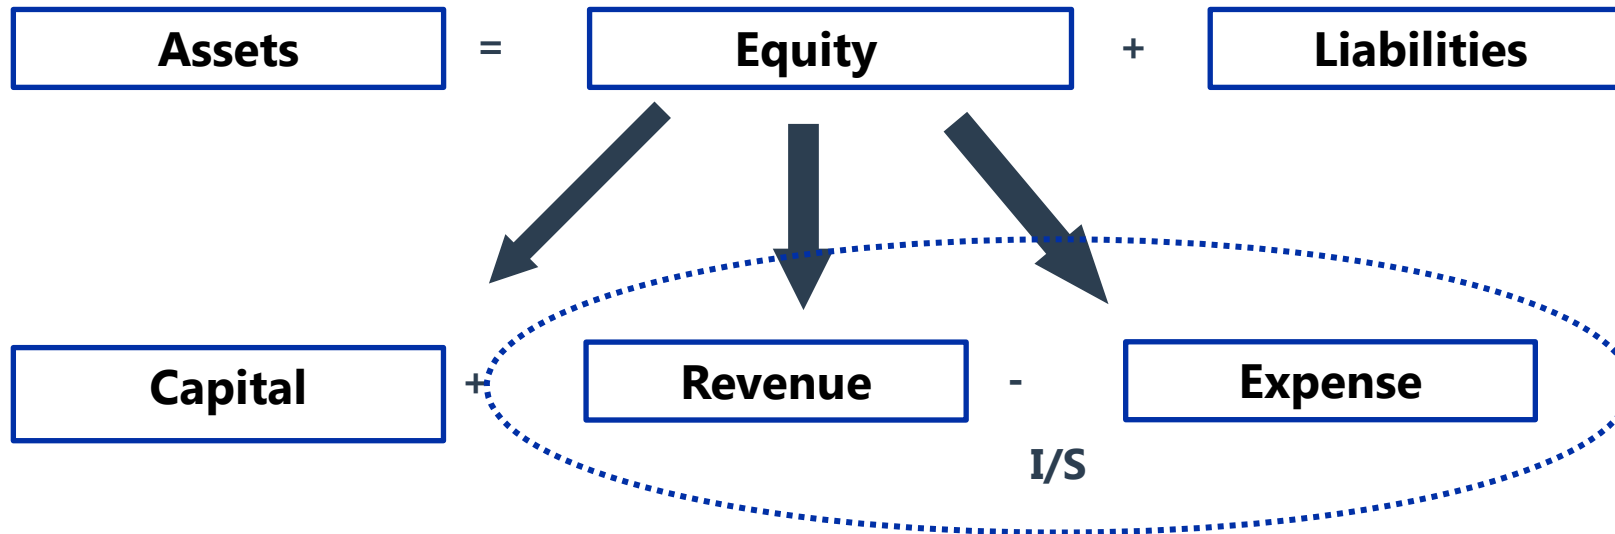 Assets = Equity + Liabilities
Capital + Revenue - Expense
I/S